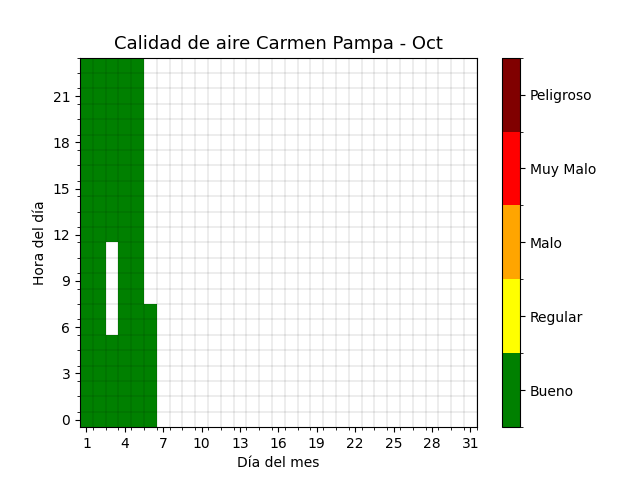 Calidad de aire Carmen Pampa - Oct
Hora del día
21
18
15
12
9
6
3
0
1 4 7 10 13 16 19 22 25 28 31
Día del mes
Peligroso
Muy Malo
Malo
Regular
Bueno